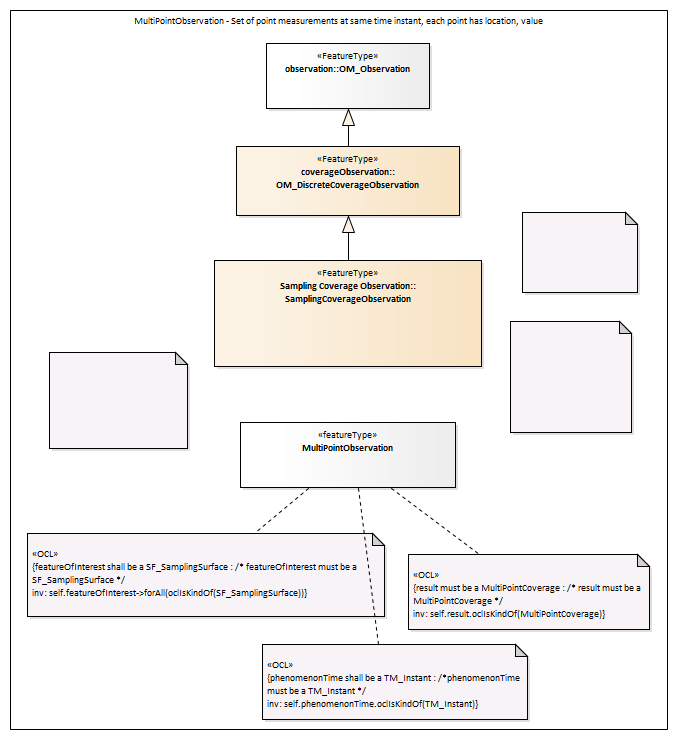 MultiPointObservation - Set of point measurements at same time instant, each point has location, value
«FeatureType»
observation::OM_Observation
«FeatureType»
coverageObservation::
OM_DiscreteCoverageObservation
«FeatureType»
Sampling Coverage Observation::
SamplingCoverageObservation
«featureType»
MultiPointObservation
«OCL»
{featureOfInterest shall be a SF_SamplingSurface : /* featureOfInterest must be a
SF_SamplingSurface */
inv: self.featureOfInterest->forAll(oclIsKindOf(SF_SamplingSurface))}
«OCL»
{result must be a MultiPointCoverage : /* result must be a
MultiPointCoverage */
inv: self.result.oclIsKindOf(MultiPointCoverage)}
«OCL»
{phenomenonTime shall be a TM_Instant : /*phenomenonTime
must be a TM_Instant */
inv: self.phenomenonTime.oclIsKindOf(TM_Instant)}